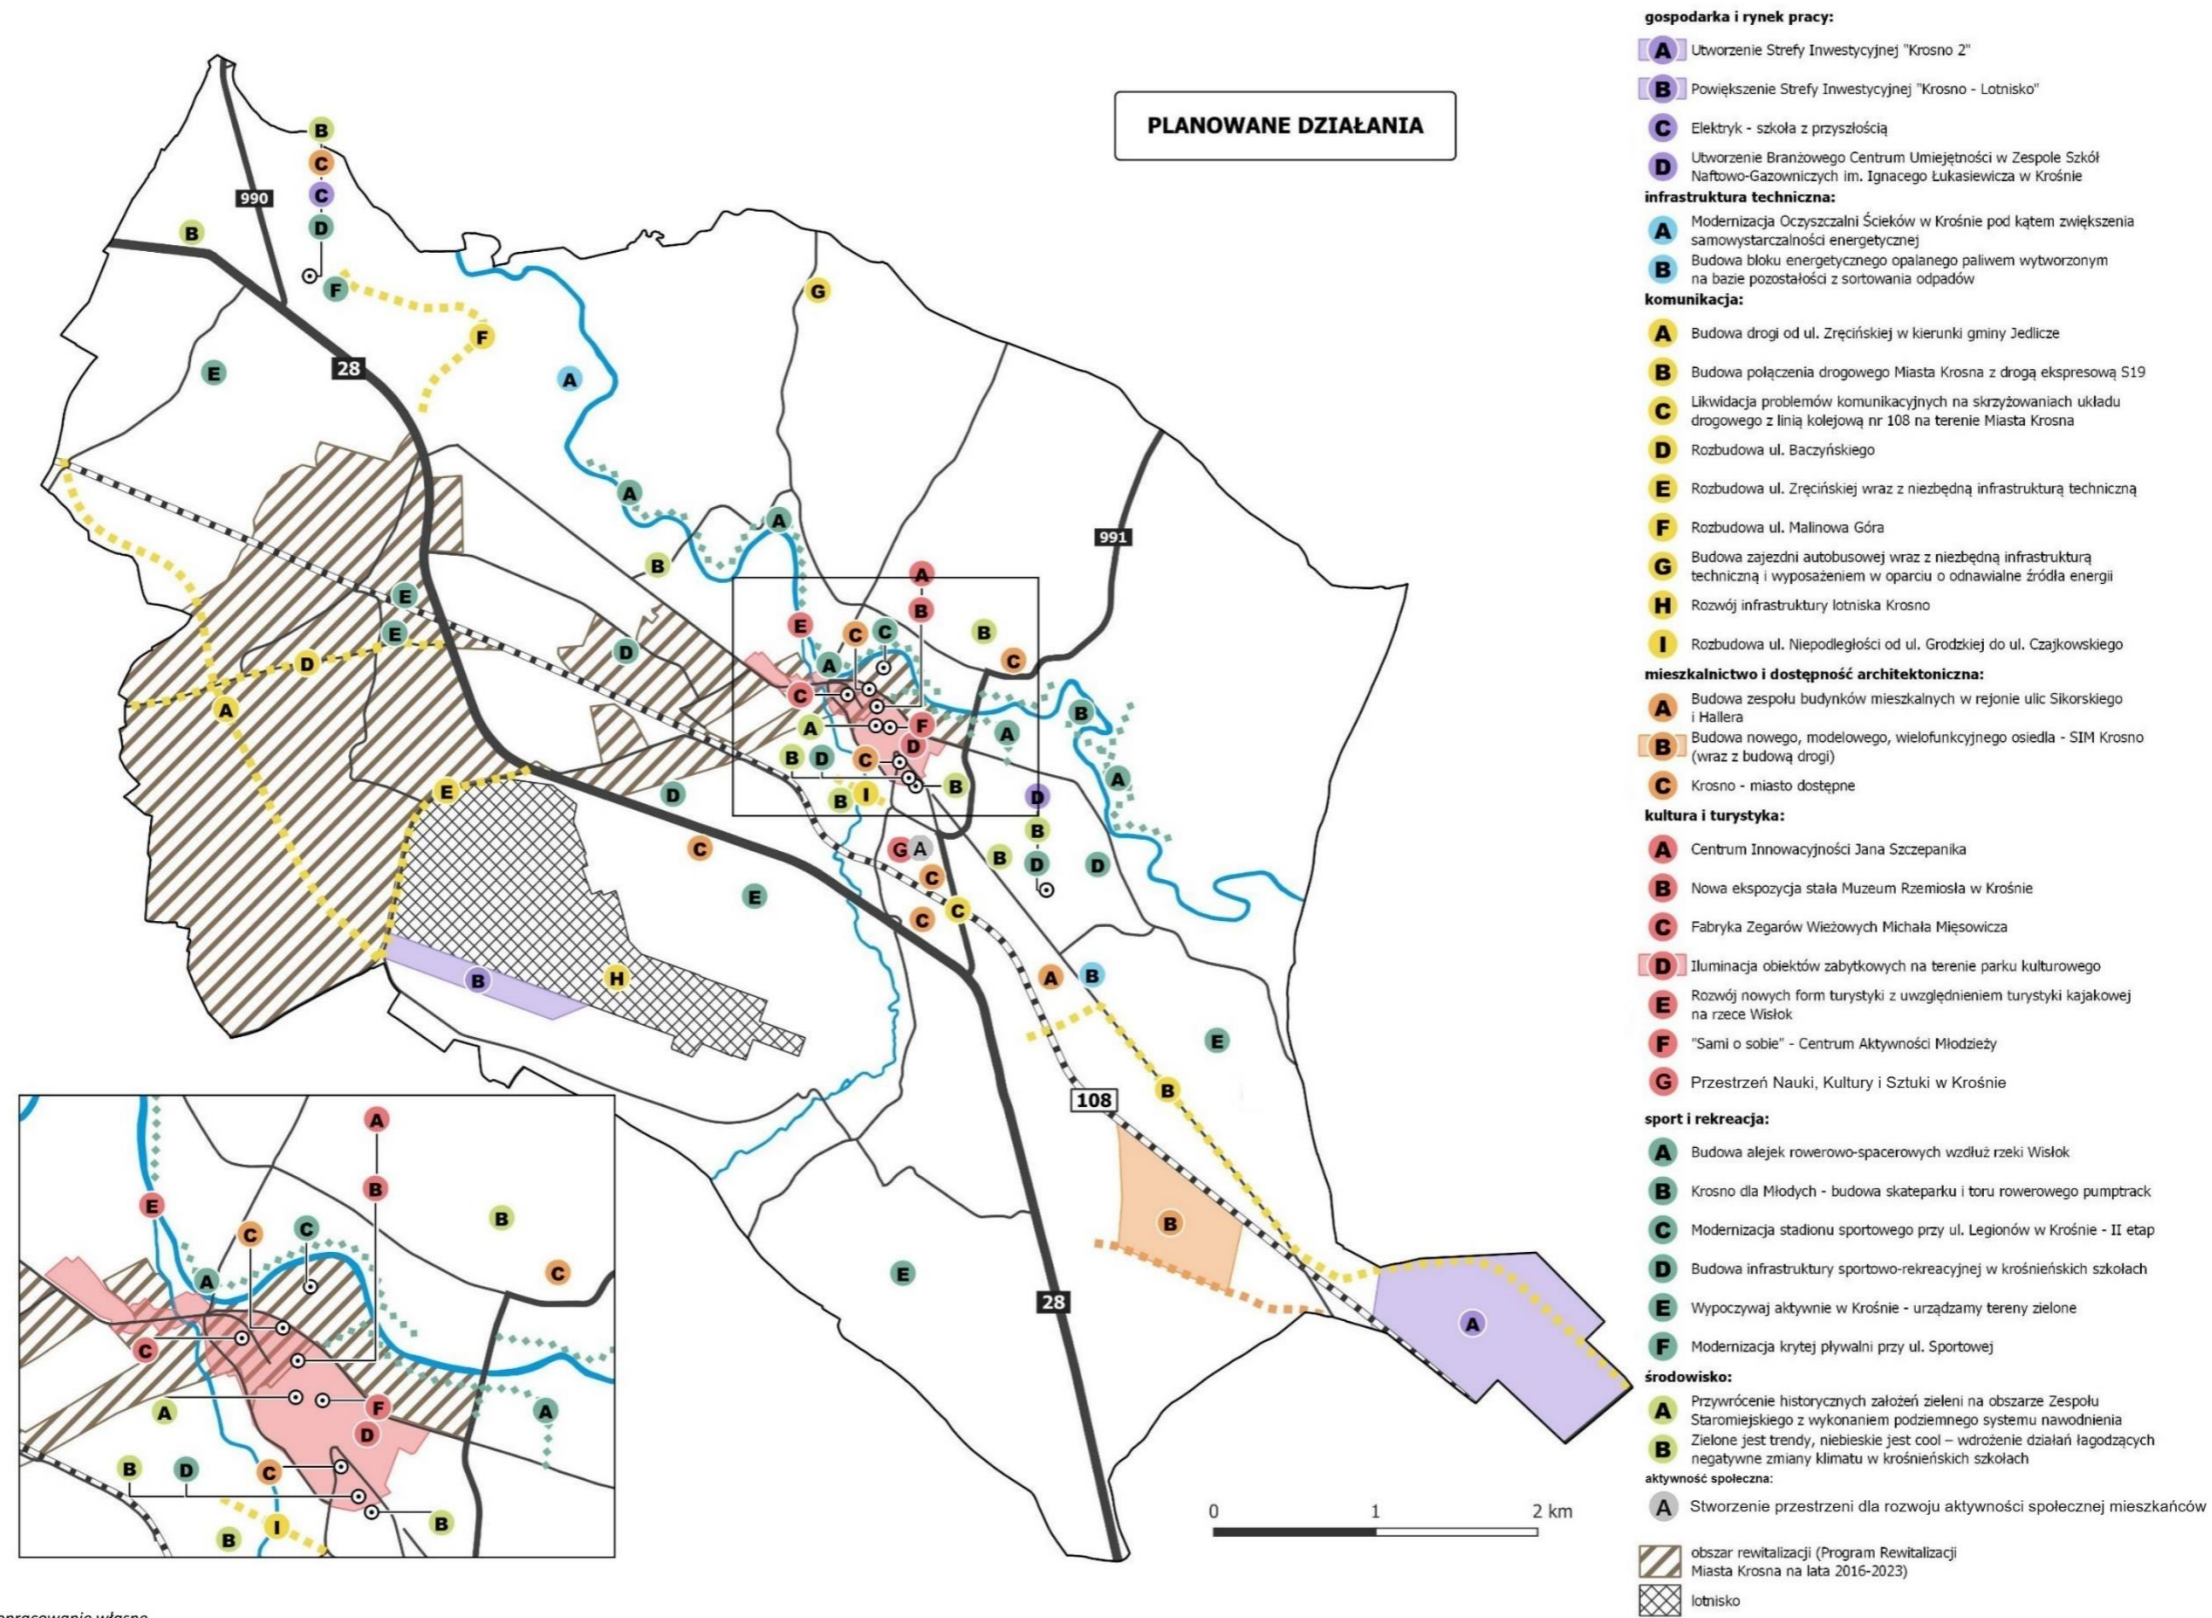 PLANOWANE DZIAŁANIA
B
C
C
D
990
B
F
G
F
28
E
A
A
A
991
B
A
E
E
B
E
C
C
B
D
A
C
D
C
B
A
A
F
A
D
B
D
C
A
E
D
B
I
B
D
B
C
G
A
B
D
D
C
E
C
C
B
H
A
B
E
B
108
B
E
28
A
A
B
E
C
C
B
A
C
C
A
F
D
A
B
D
C
I
B
B
0 1 2 km
gospodarka i rynek pracy:
A Utworzenie Strefy Inwestycyjnej "Krosno 2"
B Powiększenie Strefy Inwestycyjnej "Krosno - Lotnisko"
C Elektryk - szkoła z przyszłością
D Utworzenie Branżowego Centrum Umiejętności w Zespole Szkół
Naftowo-Gazowniczych im. Ignacego Łukasiewicza w Krośnie
infrastruktura techniczna:
A Modernizacja Oczyszczalni Ścieków w Krośnie pod kątem zwiększenia
samowystarczalności energetycznej
B Budowa bloku energetycznego opalanego paliwem wytworzonym
na bazie pozostałości z sortowania odpadów
komunikacja:
A Budowa drogi od ul. Zręcińskiej w kierunki gminy Jedlicze
B Budowa połączenia drogowego Miasta Krosna z drogą ekspresową S19
C Likwidacja problemów komunikacyjnych na skrzyżowaniach układu
drogowego z linią kolejową nr 108 na terenie Miasta Krosna
D Rozbudowa ul. Baczyńskiego
E Rozbudowa ul. Zręcińskiej wraz z niezbędną infrastrukturą techniczną
F Rozbudowa ul. Malinowa Góra
G Budowa zajezdni autobusowej wraz z niezbędną infrastrukturą
techniczną i wyposażeniem w oparciu o odnawialne źródła energii
H Rozwój infrastruktury lotniska Krosno
I Rozbudowa ul. Niepodległości od ul. Grodzkiej do ul. Czajkowskiego
mieszkalnictwo i dostępność architektoniczna:
A Budowa zespołu budynków mieszkalnych w rejonie ulic Sikorskiego
i Hallera
B Budowa nowego, modelowego, wielofunkcyjnego osiedla - SIM Krosno
(wraz z budową drogi)
C Krosno - miasto dostępne
kultura i turystyka:
A Centrum Innowacyjności Jana Szczepanika
B Nowa ekspozycja stała Muzeum Rzemiosła w Krośnie
C Fabryka Zegarów Wieżowych Michała Mięsowicza
D Iluminacja obiektów zabytkowych na terenie parku kulturowego
E Rozwój nowych form turystyki z uwzględnieniem turystyki kajakowej
na rzece Wisłok
F "Sami o sobie" - Centrum Aktywności Młodzieży
G Przestrzeń Nauki, Kultury i Sztuki w Krośnie
sport i rekreacja:
A Budowa alejek rowerowo-spacerowych wzdłuż rzeki Wisłok
B Krosno dla Młodych - budowa skateparku i toru rowerowego pumptrack
C Modernizacja stadionu sportowego przy ul. Legionów w Krośnie - II etap
D Budowa infrastruktury sportowo-rekreacyjnej w krośnieńskich szkołach
E Wypoczywaj aktywnie w Krośnie - urządzamy tereny zielone
F Modernizacja krytej pływalni przy ul. Sportowej
środowisko:
A Przywrócenie historycznych założeń zieleni na obszarze Zespołu
Staromiejskiego z wykonaniem podziemnego systemu nawodnienia
B Zielone jest trendy, niebieskie jest cool – wdrożenie działań łagodzących
negatywne zmiany klimatu w krośnieńskich szkołach
aktywność społeczna:
A Stworzenie przestrzeni dla rozwoju aktywności społecznej mieszkańców
obszar rewitalizacji (Program Rewitalizacji
Miasta Krosna na lata 2016-2023)
lotnisko